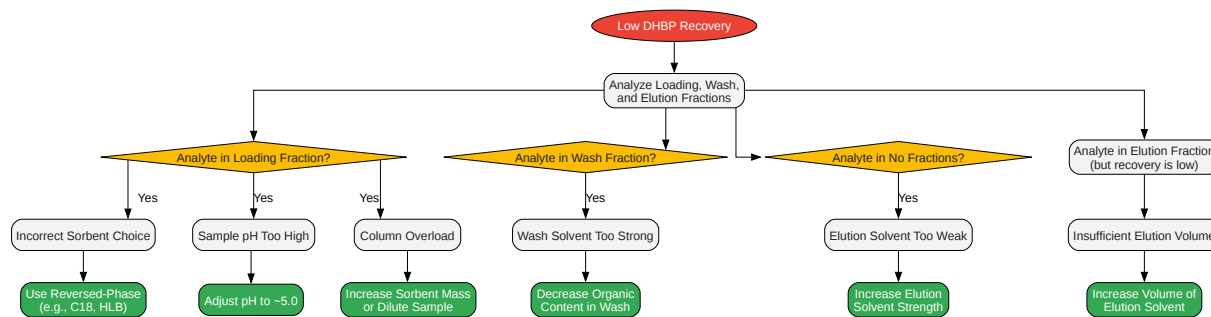 Low DHBP Recovery
Analyze Loading, Wash,
and Elution Fractions
Analyte in Loading Fraction?
Analyte in Wash Fraction?
Analyte in No Fractions?
Analyte in Elution Fraction
(but recovery is low)
Yes
Yes
Yes
Yes
Yes
Incorrect Sorbent Choice
Sample pH Too High
Column Overload
Wash Solvent Too Strong
Elution Solvent Too Weak
Insufficient Elution Volume
Use Reversed-Phase
(e.g., C18, HLB)
Adjust pH to ~5.0
Increase Sorbent Mass
or Dilute Sample
Decrease Organic
Content in Wash
Increase Elution
Solvent Strength
Increase Volume of
Elution Solvent